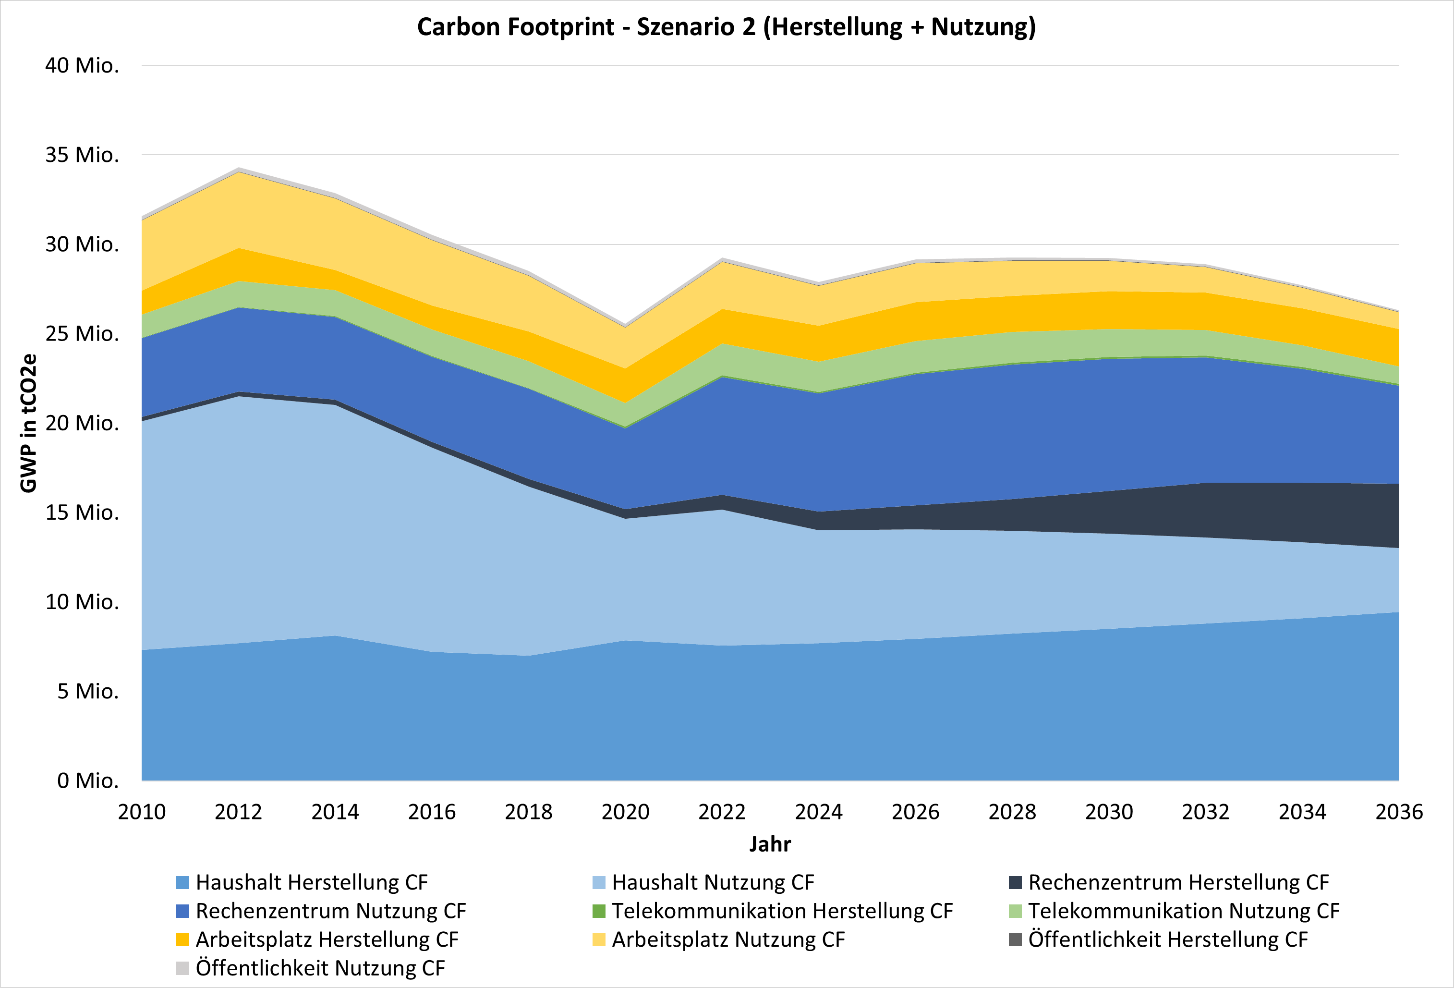 Carbon Footprint - Szenario 2 (Herstellung + Nutzung)
40 Mio.
35 Mio.
30 Mio.
25 Mio.
20 Mio.
15 Mio.
10 Mio.
5 Mio.
0 Mio.
GWP in tCO2e
2010 2012 2014 2016 2018 2020 2022 2024 2026 2028 2030 2032 2034 2036
Jahr
Haushalt Herstellung CF Haushalt Nutzung CF Rechenzentrum Herstellung CF
Rechenzentrum Nutzung CF Telekommunikation Herstellung CF Telekommunikation Nutzung CF
Arbeitsplatz Herstellung CF Arbeitsplatz Nutzung CF Öffentlichkeit Herstellung CF
Öffentlichkeit Nutzung CF